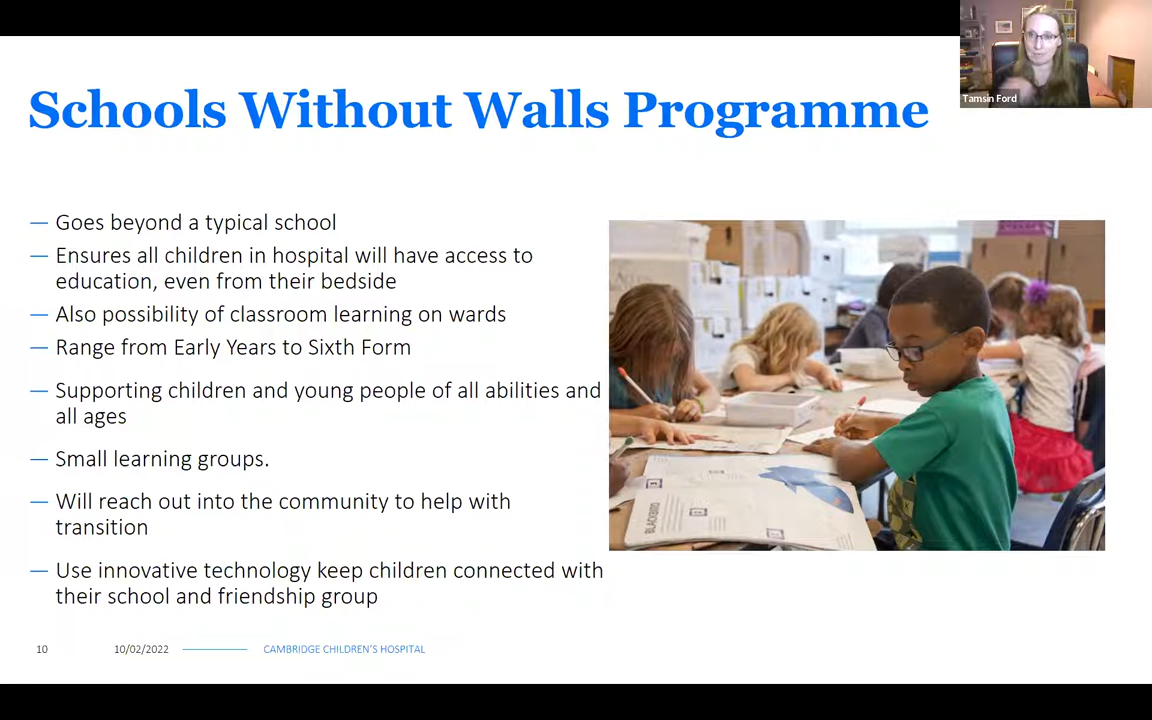 Schools Without Walls Programme
Tamsin Ford
— Goes beyond a typical school
— Ensures all children in hospital will have access to
education, even from their bedside
— Also possibility of classroom learning on wards
— Range from Early Years to Sixth Form
— Supporting children and young people of all abilities and
all ages
— Small learning groups.
— Will reach out into the community to help with
transition
— Use innovative technology keep children connected with
their school and friendship group
BLACKBIRD
10
10/02/2022
CAMBRIDGE CHILDREN'S HOSPITAL